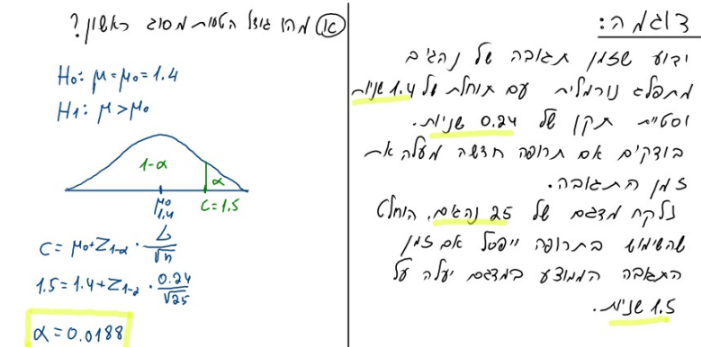 דוגמה:
ידוע שזמן תגובה של נהגים
מתפלג נורמלית עם תוחלת של 1.4 שניות
וסטיית תקן של 0.24 שניות.
בודקים אם תרופה חדשה מעלה את
זמן התגובה.
נלקח מדגם של 25 נהגים. הוחלט
שהשימוש בתרופה ייפסל אם זמן
התגובה הממוצע במדגם יעלה על
1.5 שניות.
א) מהו גודל הטעות מסוג ראשון?
H₀: μ=μ₀=1.4
H₁: μ>μ₀
1-α
α
μ₀
1.4
C=1.5
C= μ₀+Z₁₋α · σ/√n
1.5=1.4+Z₁₋α · 0.24/√25
α=0.0188